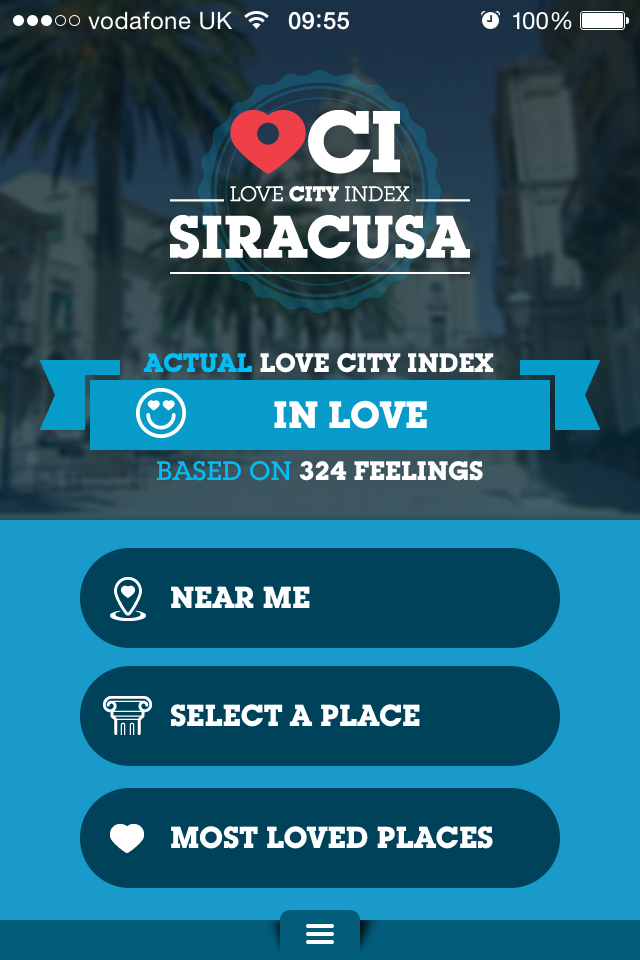 vodafone UK 09:55 100%
CI
LOVE CITY INDEX
SIRACUSA
ACTUAL LOVE CITY INDEX
IN LOVE
BASED ON 324 FEELINGS
NEAR ME
SELECT A PLACE
MOST LOVED PLACES